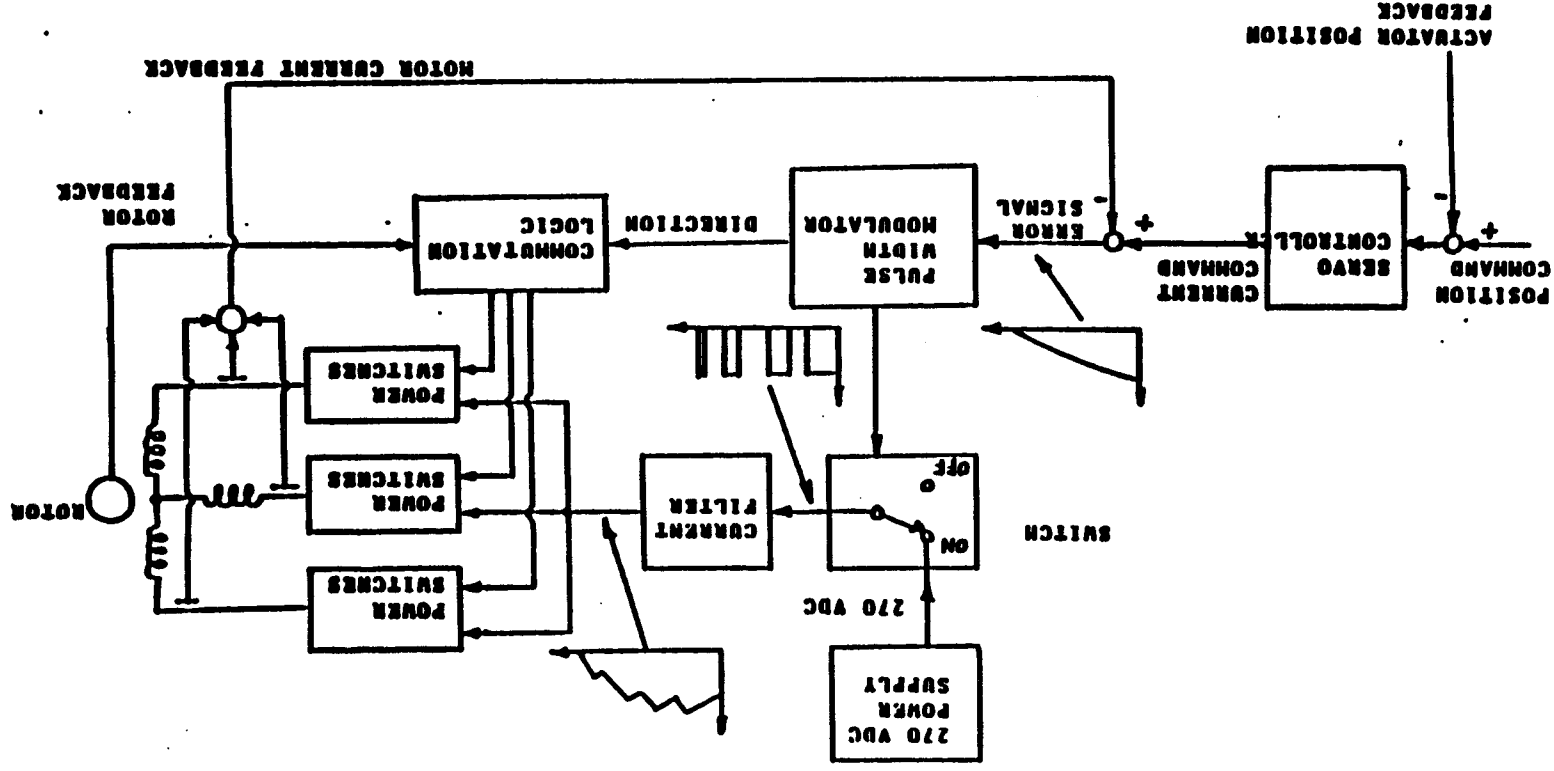 270 VDC
POWER
SUPPLY
270 VDC
POWER
SWITCHES
SWITCH
ON
OFF
CURRENT
FILTER
POWER
SWITCHES
ROTOR
POWER
SWITCHES
POSITION
COMMAND
+
-
SERVO
CONTROLLER
CURRENT
COMMAND
+
-
ERROR
SIGNAL
PULSE
WIDTH
MODULATOR
DIRECTION
COMMUTATION
LOGIC
ROTOR
FEEDBACK
ACTUATOR POSITION
FEEDBACK
MOTOR CURRENT FEEDBACK